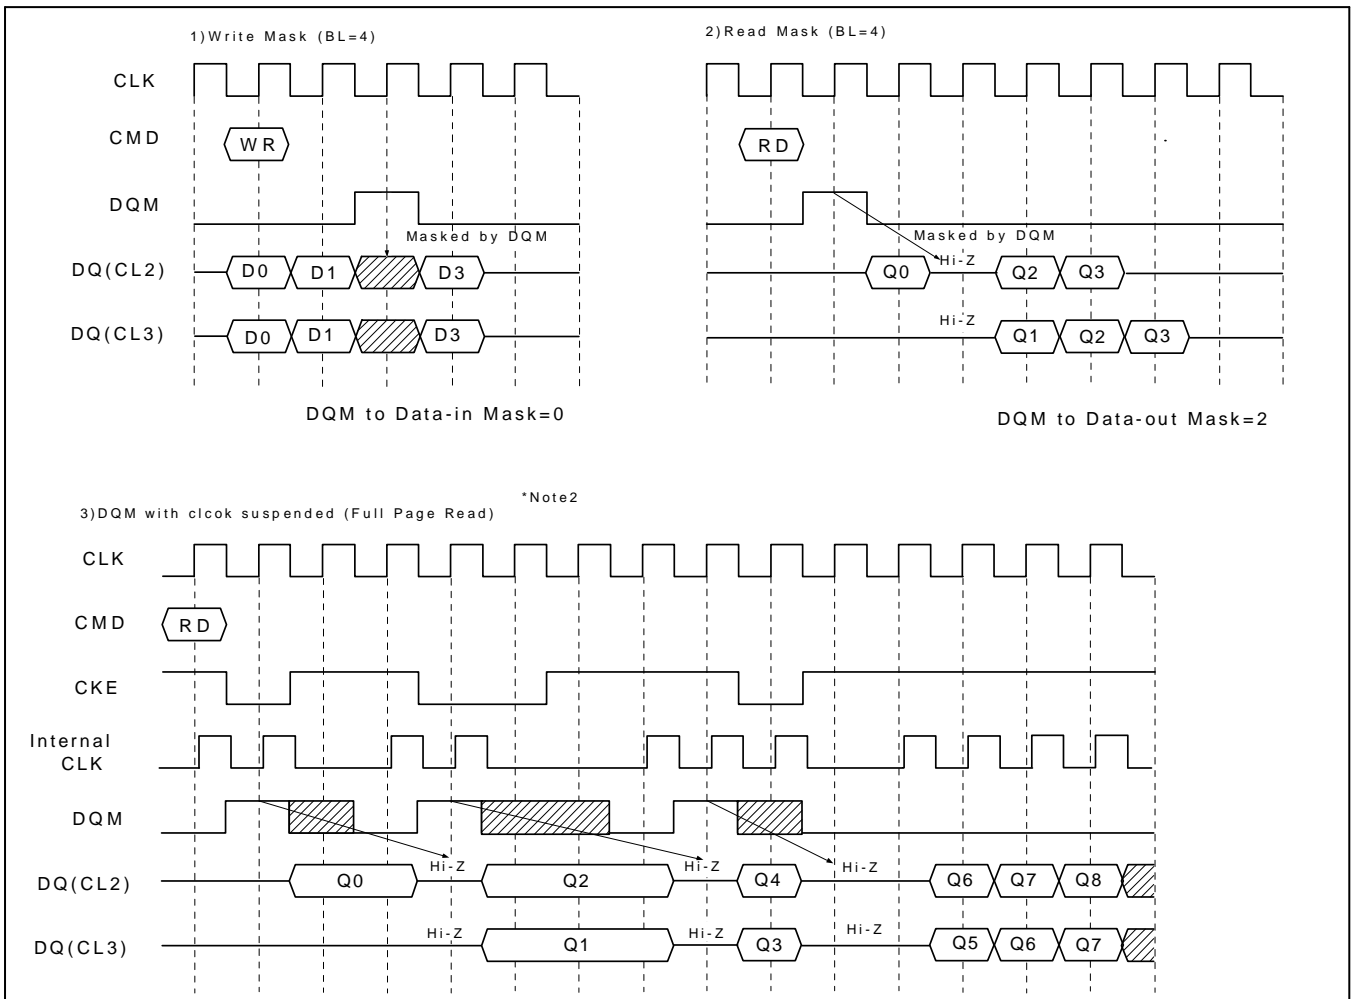 1)Write Mask (BL=4)
2)Read Mask (BL=4)
CLK
CMD
WR
RD
DQM
Masked by DQM
Masked by DQM
DQ(CL2)
D0
D1
D3
Q0
Hi-Z
Q2
Q3
DQ(CL3)
D0
D1
D3
Hi-Z
Q1
Q2
Q3
DQM to Data-in Mask=0
DQM to Data-out Mask=2
*Note2
3)DQM with clcok suspended (Full Page Read)
CLK
CMD
RD
CKE
Internal
CLK
DQM
Hi-Z
Hi-Z
Hi-Z
DQ(CL2)
Q0
Q2
Q4
Q6
Q7
Q8
Hi-Z
Hi-Z
Hi-Z
DQ(CL3)
Q1
Q3
Q5
Q6
Q7